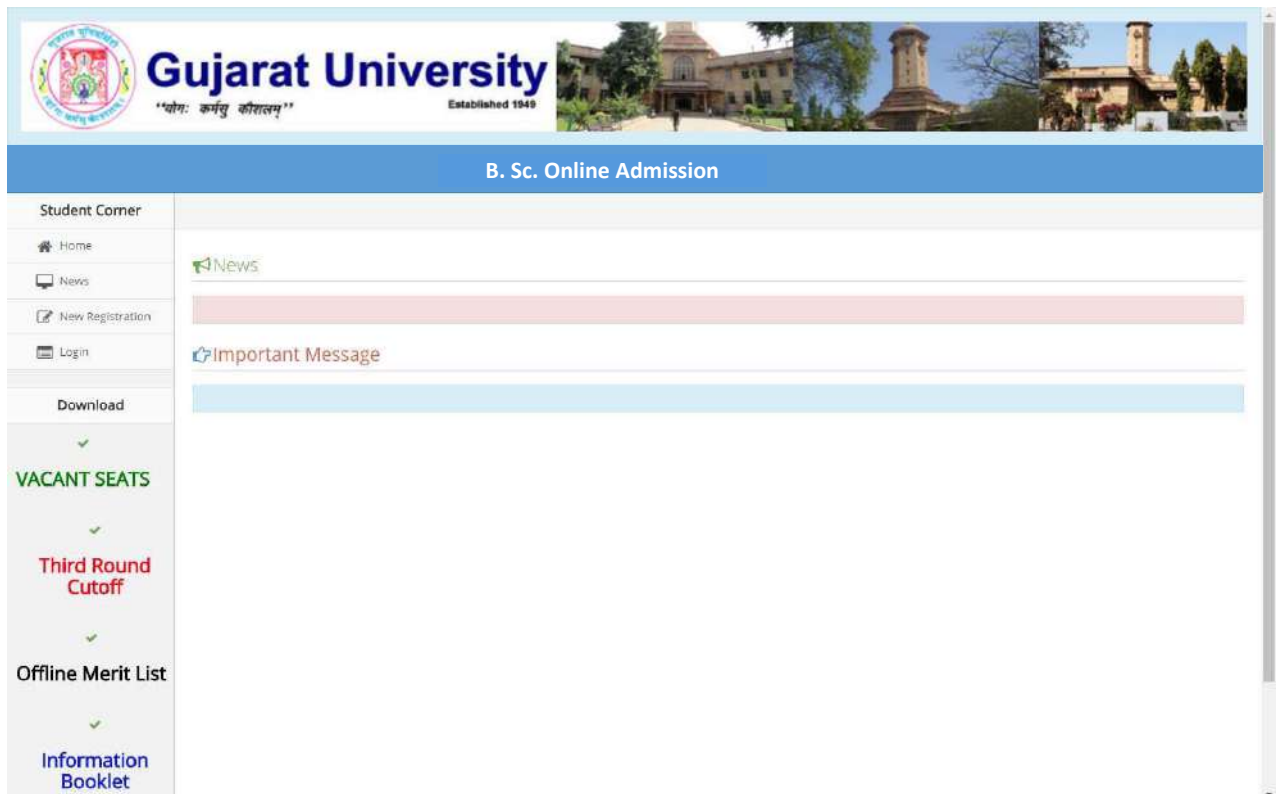 Gujarat University
"योगः कर्मसु कौशलम्"
Established 1949
B. Sc. Online Admission
Student Corner
Home
News
New Registration
Login
Download
VACANT SEATS
Third Round
Cutoff
Offline Merit List
Information
Booklet
News
Important Message